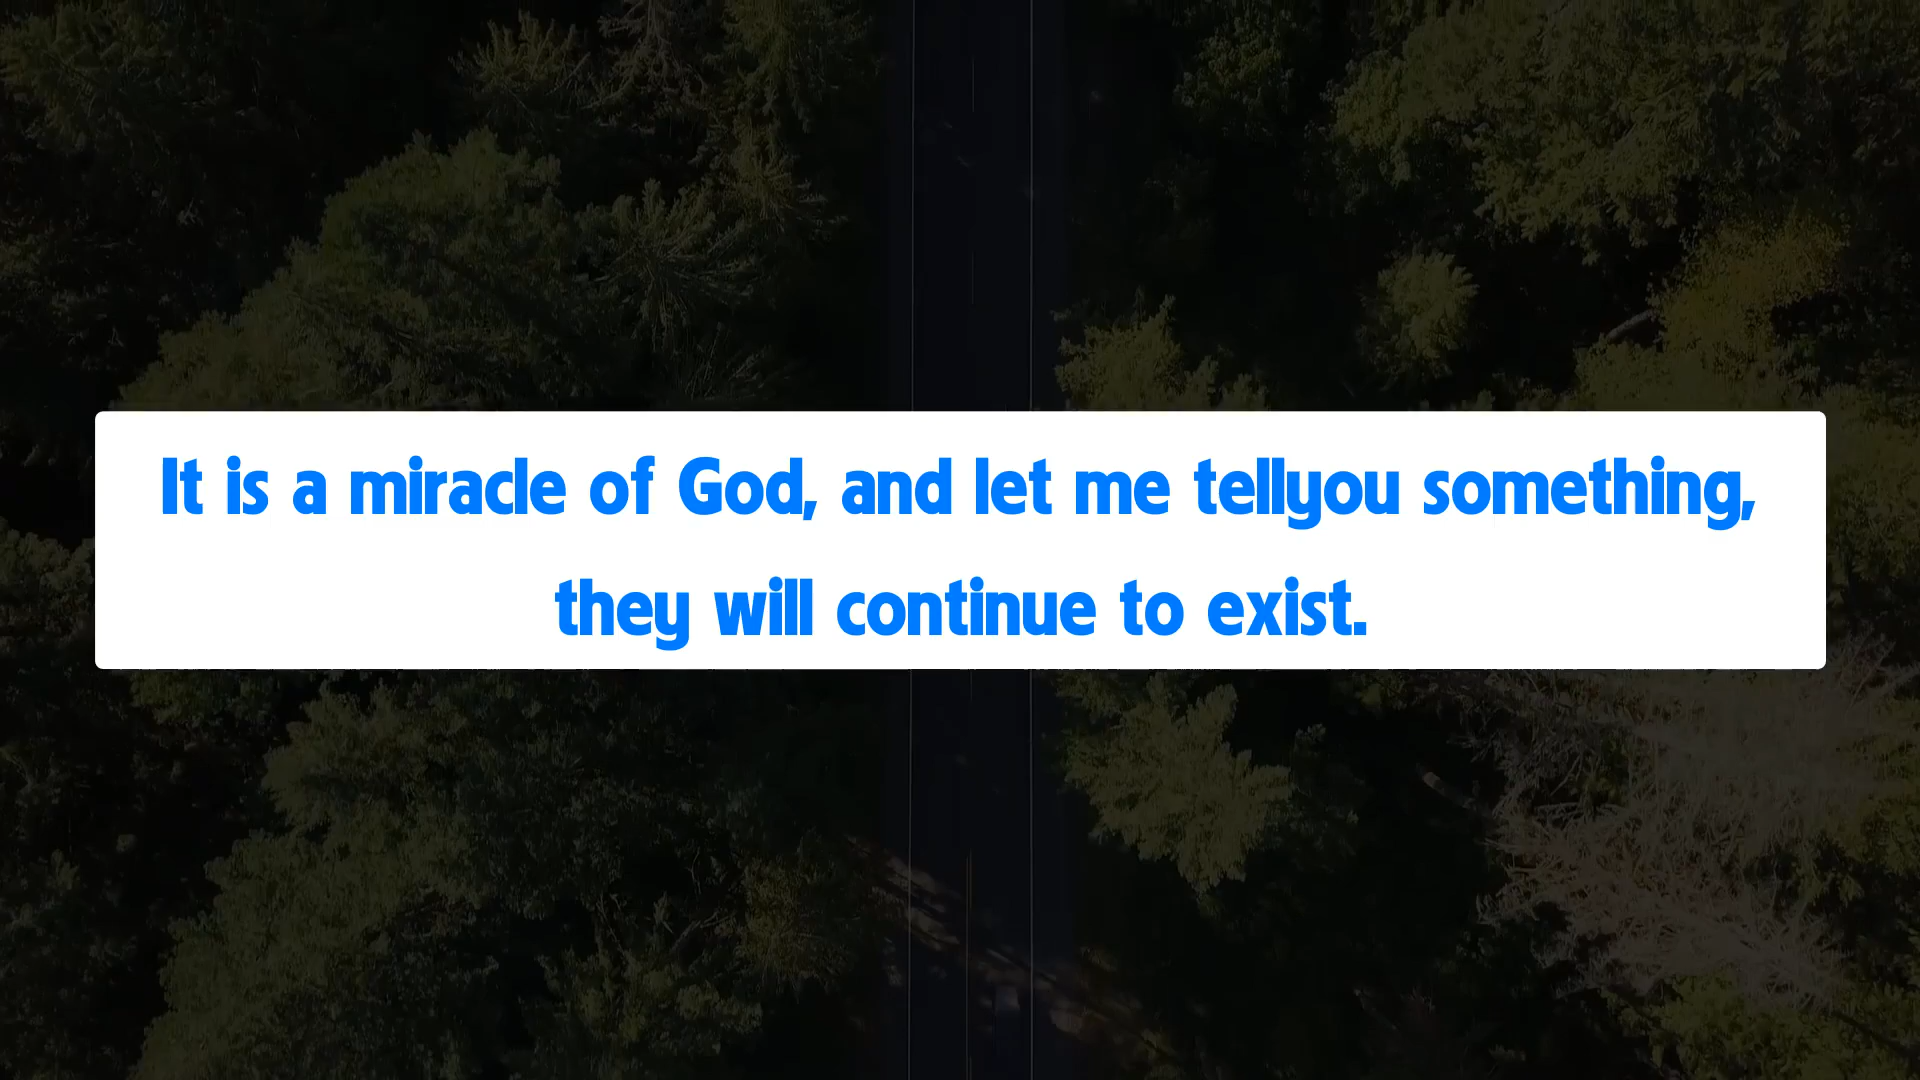 It is a miracle of God, and let me tellyou something,
they will continue to exist.